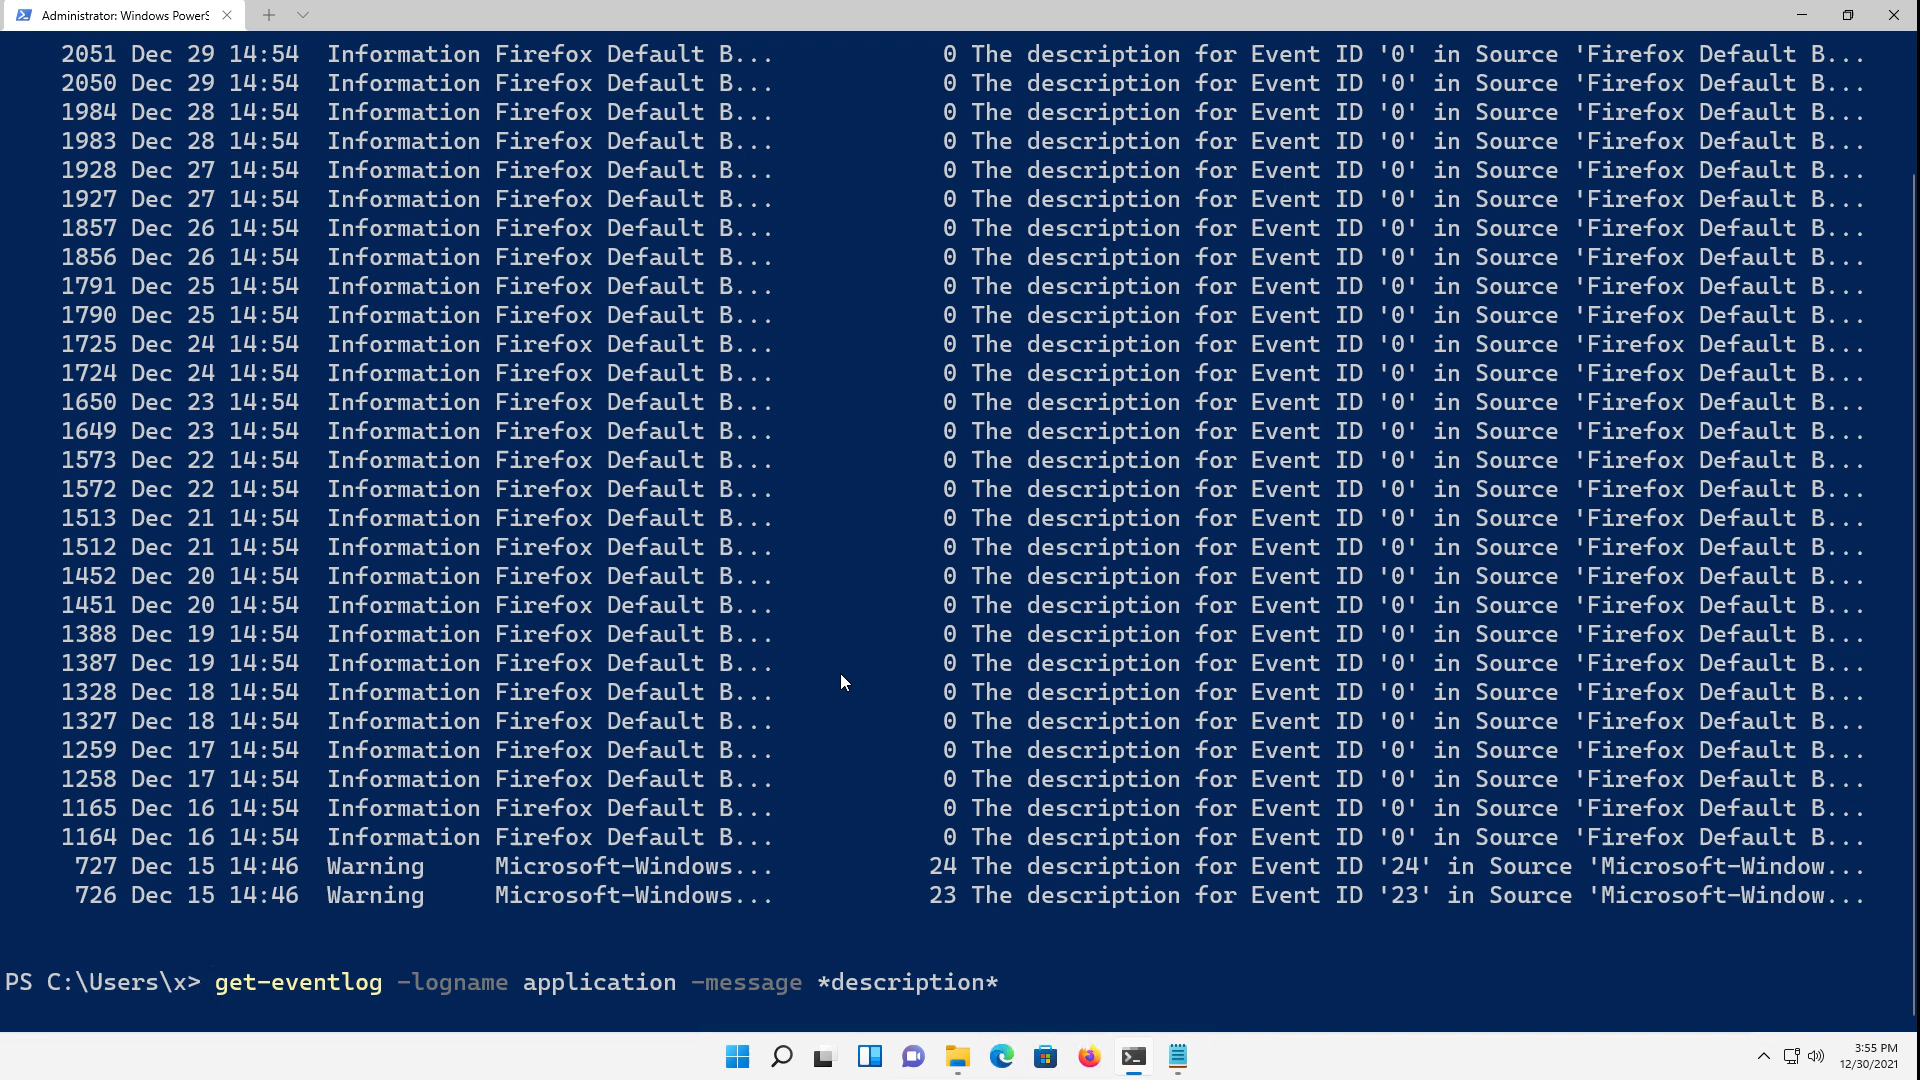 Administrator: Windows PowerS
2051 Dec 29 14:54  Information Firefox Default B...            0 The description for Event ID '0' in Source 'Firefox Default B...
2050 Dec 29 14:54  Information Firefox Default B...            0 The description for Event ID '0' in Source 'Firefox Default B...
1984 Dec 28 14:54  Information Firefox Default B...            0 The description for Event ID '0' in Source 'Firefox Default B...
1983 Dec 28 14:54  Information Firefox Default B...            0 The description for Event ID '0' in Source 'Firefox Default B...
1928 Dec 27 14:54  Information Firefox Default B...            0 The description for Event ID '0' in Source 'Firefox Default B...
1927 Dec 27 14:54  Information Firefox Default B...            0 The description for Event ID '0' in Source 'Firefox Default B...
1857 Dec 26 14:54  Information Firefox Default B...            0 The description for Event ID '0' in Source 'Firefox Default B...
1856 Dec 26 14:54  Information Firefox Default B...            0 The description for Event ID '0' in Source 'Firefox Default B...
1791 Dec 25 14:54  Information Firefox Default B...            0 The description for Event ID '0' in Source 'Firefox Default B...
1790 Dec 25 14:54  Information Firefox Default B...            0 The description for Event ID '0' in Source 'Firefox Default B...
1725 Dec 24 14:54  Information Firefox Default B...            0 The description for Event ID '0' in Source 'Firefox Default B...
1724 Dec 24 14:54  Information Firefox Default B...            0 The description for Event ID '0' in Source 'Firefox Default B...
1650 Dec 23 14:54  Information Firefox Default B...            0 The description for Event ID '0' in Source 'Firefox Default B...
1649 Dec 23 14:54  Information Firefox Default B...            0 The description for Event ID '0' in Source 'Firefox Default B...
1573 Dec 22 14:54  Information Firefox Default B...            0 The description for Event ID '0' in Source 'Firefox Default B...
1572 Dec 22 14:54  Information Firefox Default B...            0 The description for Event ID '0' in Source 'Firefox Default B...
1513 Dec 21 14:54  Information Firefox Default B...            0 The description for Event ID '0' in Source 'Firefox Default B...
1512 Dec 21 14:54  Information Firefox Default B...            0 The description for Event ID '0' in Source 'Firefox Default B...
1452 Dec 20 14:54  Information Firefox Default B...            0 The description for Event ID '0' in Source 'Firefox Default B...
1451 Dec 20 14:54  Information Firefox Default B...            0 The description for Event ID '0' in Source 'Firefox Default B...
1388 Dec 19 14:54  Information Firefox Default B...            0 The description for Event ID '0' in Source 'Firefox Default B...
1387 Dec 19 14:54  Information Firefox Default B...            0 The description for Event ID '0' in Source 'Firefox Default B...
1328 Dec 18 14:54  Information Firefox Default B...            0 The description for Event ID '0' in Source 'Firefox Default B...
1327 Dec 18 14:54  Information Firefox Default B...            0 The description for Event ID '0' in Source 'Firefox Default B...
1259 Dec 17 14:54  Information Firefox Default B...            0 The description for Event ID '0' in Source 'Firefox Default B...
1258 Dec 17 14:54  Information Firefox Default B...            0 The description for Event ID '0' in Source 'Firefox Default B...
1165 Dec 16 14:54  Information Firefox Default B...            0 The description for Event ID '0' in Source 'Firefox Default B...
1164 Dec 16 14:54  Information Firefox Default B...            0 The description for Event ID '0' in Source 'Firefox Default B...
727 Dec 15 14:46  Warning     Microsoft-Windows...           24 The description for Event ID '24' in Source 'Microsoft-Window...
726 Dec 15 14:46  Warning     Microsoft-Windows...           23 The description for Event ID '23' in Source 'Microsoft-Window...
PS C:\Users\x> get-eventlog -logname application -message *description*
3:55 PM
12/30/2021